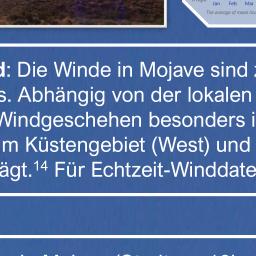 Jan Feb Mar
The average of mean hou
d: Die Winde in Mojave sind
s. Abhängig von der lokalen
Windgeschehen besonders i
m Küstengebiet (West) und
ägt.¹⁴ Für Echtzeit-Winddate